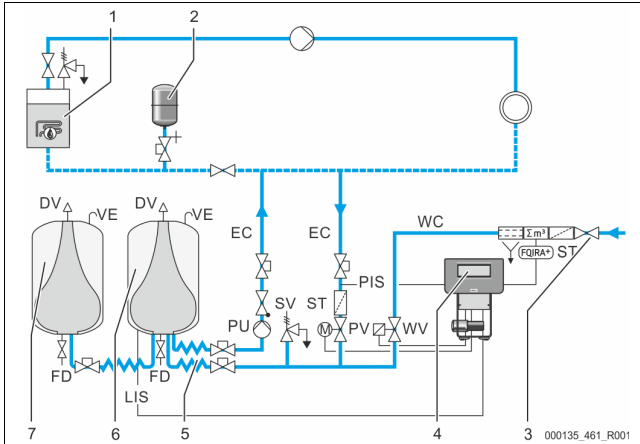 1
2
DV
VE
DV
VE
EC
EC
WC
Σm³
FQIRA+
ST
PIS
SV
ST
PU
M
PV
WV
FD
FD
LIS
7
6
5
4
3
000135_461_R001